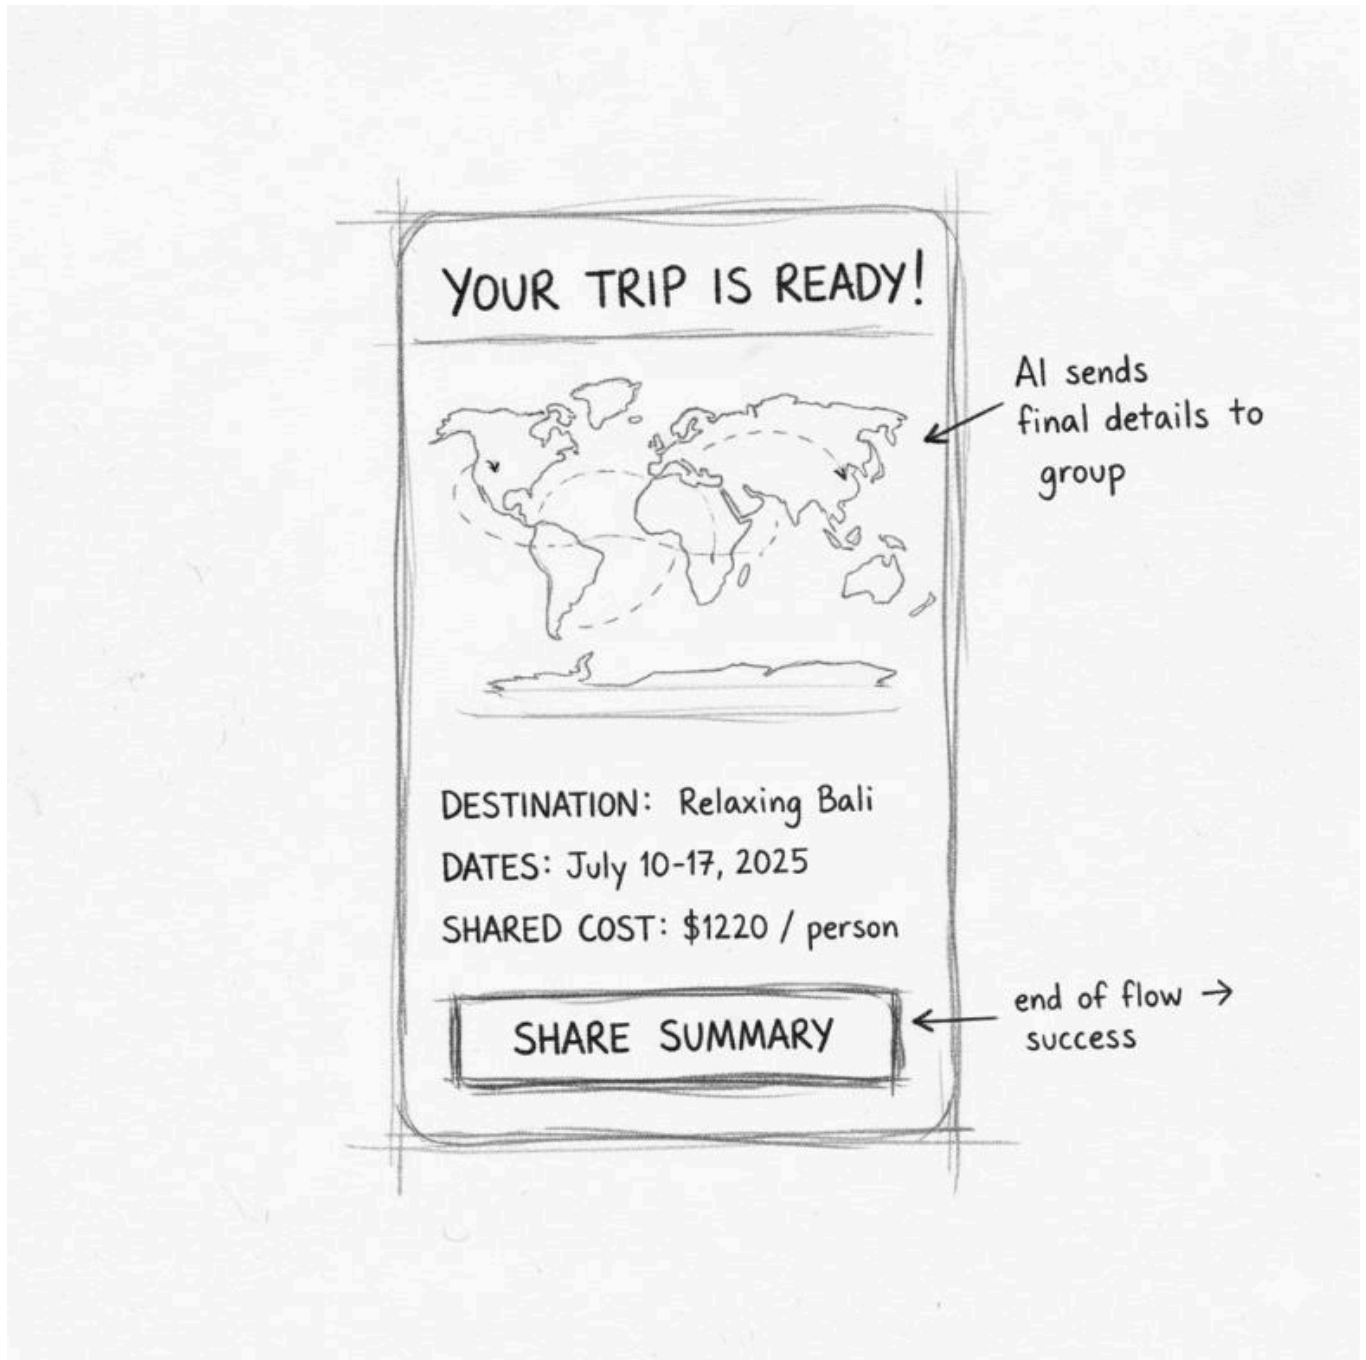 YOUR TRIP IS READY!
AI sends
final details to
group
DESTINATION: Relaxing Bali
DATES: July 10-17, 2025
SHARED COST: $1220 / person
SHARE SUMMARY
end of flow →
success